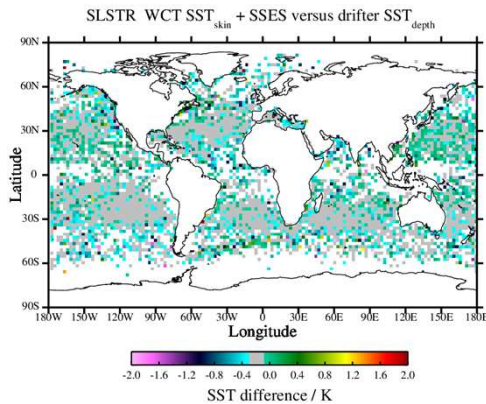 SLSTR WCT SST_skin + SSES versus drifter SST_depth
90N
60N
30N
0
30S
60S
90S
Latitude
180W 150W 120W 90W 60W 30W 0 30E 60E 90E 120E 150E 180E
Longitude
-2.0 -1.6 -1.2 -0.8 -0.4 0.0 0.4 0.8 1.2 1.6 2.0
SST difference / K